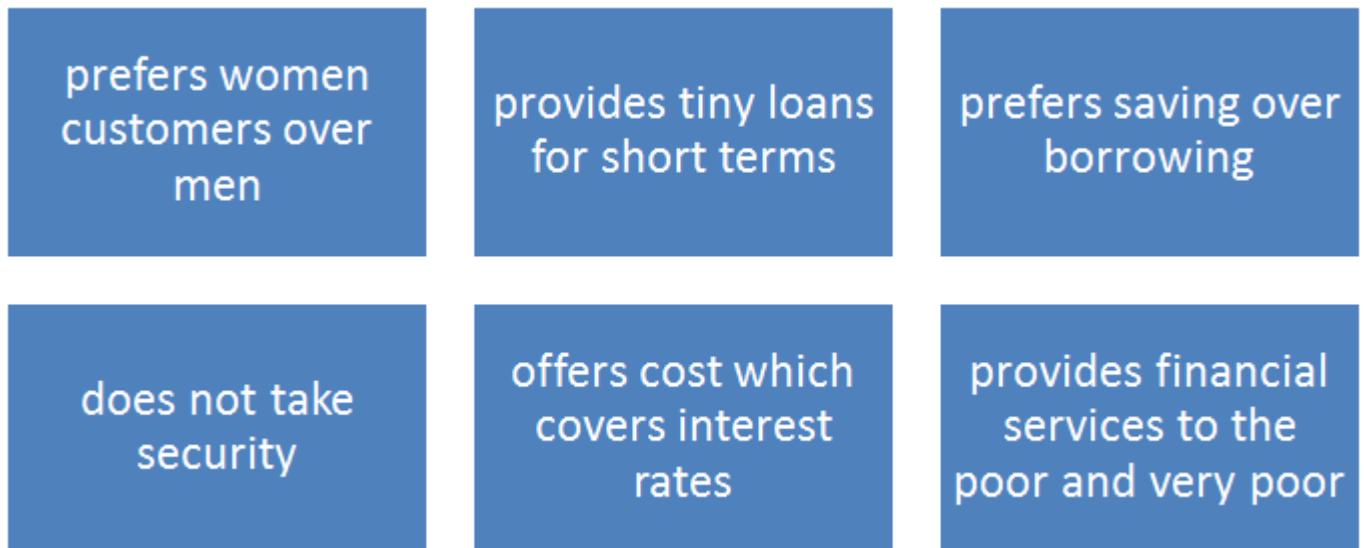 prefers women
customers over
men
provides tiny loans
for short terms
prefers saving over
borrowing
does not take
security
offers cost which
covers interest
rates
provides financial
services to the
poor and very poor